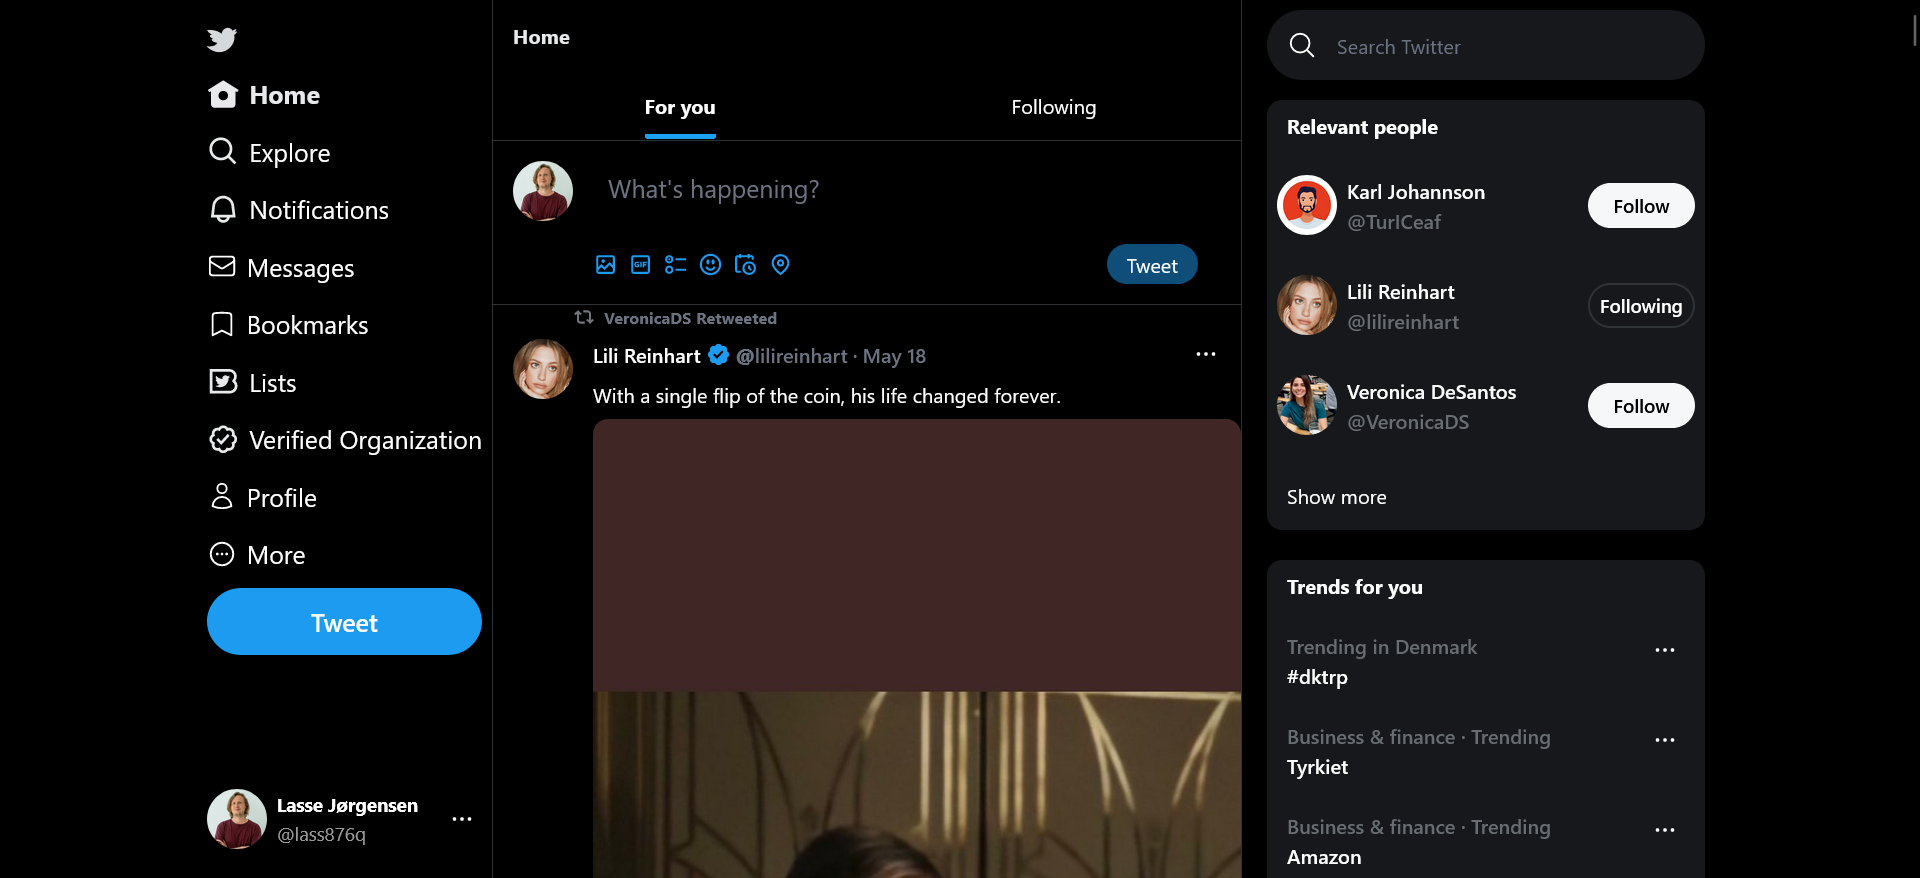 Home
Explore
Notifications
Messages
Bookmarks
Lists
Verified Organization
Profile
More
Tweet
Lasse Jørgensen
@lass876q
Home
For you
Following
What's happening?
GIF
Tweet
VeronicaDS Retweeted
Lili Reinhart @lilireinhart · May 18
With a single flip of the coin, his life changed forever.
Search Twitter
Relevant people
Karl Johannson
@TurlCeaf
Follow
Lili Reinhart
@lilireinhart
Following
Veronica DeSantos
@VeronicaDS
Follow
Show more
Trends for you
Trending in Denmark
#dktrp
Business & finance · Trending
Tyrkiet
Business & finance · Trending
Amazon